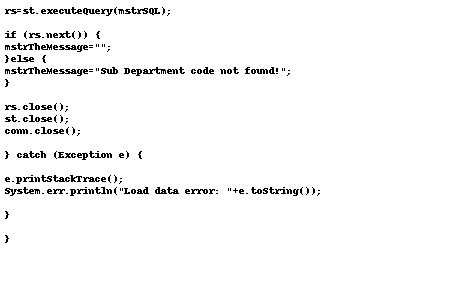 rs=st.executeQuery(mstrSQL);
if (rs.next()) {
mstrTheMessage="";
}else {
mstrTheMessage="Sub Department code not found!";
}
rs.close();
st.close();
conn.close();
} catch (Exception e) {
e.printStackTrace();
System.err.println("Load data error: "+e.toString());
}
}